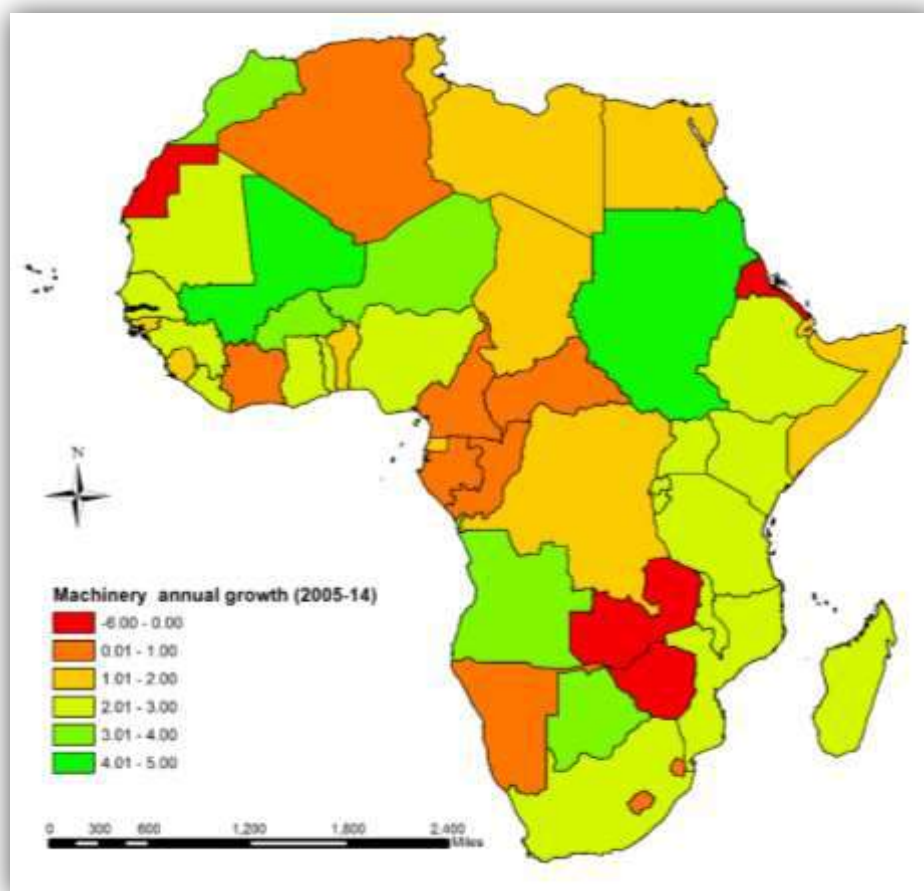 N
Machinery annual growth (2005-14)
-6.00 - 0.00
0.01 - 1.00
1.01 - 2.00
2.01 - 3.00
3.01 - 4.00
4.01 - 5.00
0 300 600 1,200 1,800 2,400
Miles